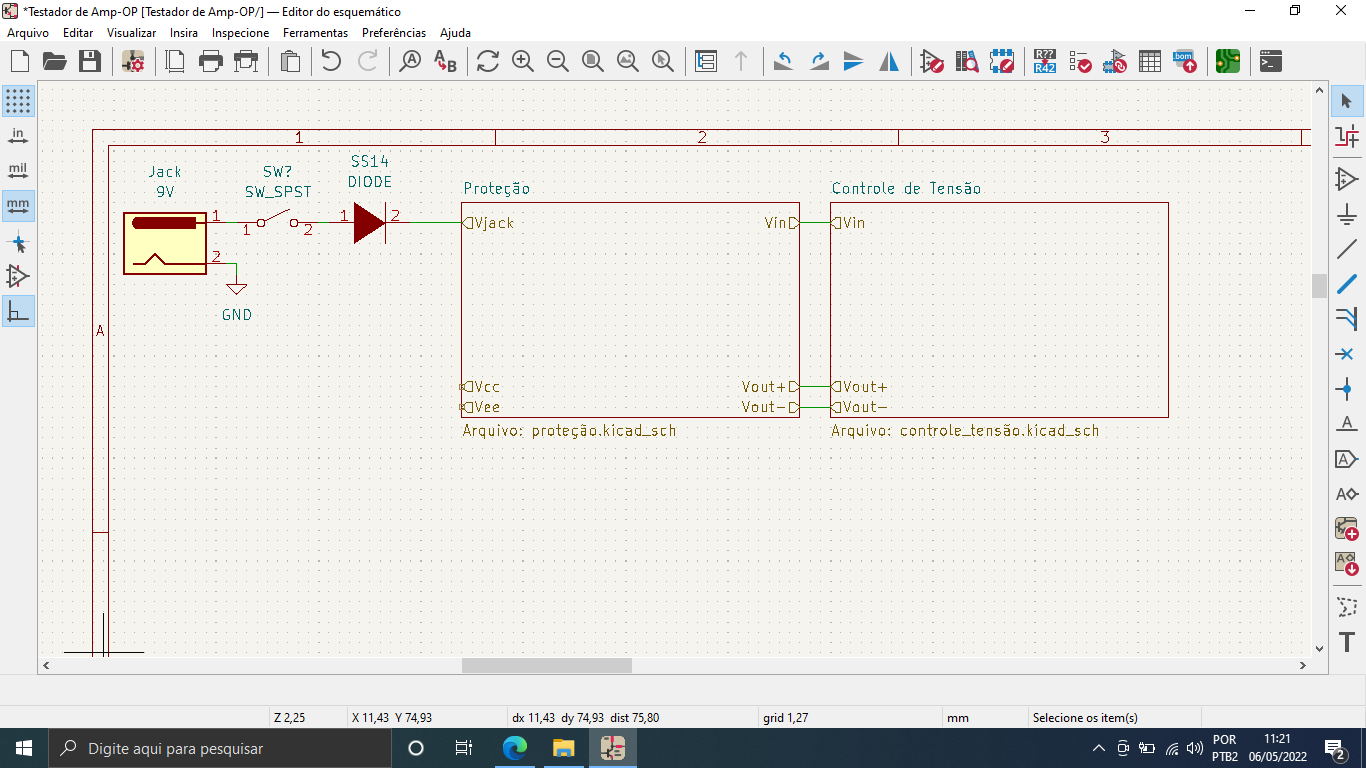 *Testador de Amp-OP [Testador de Amp-OP/] — Editor do esquemático
Arquivo Editar Visualizar Insira Inspecione Ferramentas Preferências Ajuda
A B
R??
R42
bom
in
mil
mm
1 2 3
A
Jack
9V
SW?
SW_SPST
SS14
DIODE
1
1
2
1
2
2
GND
Proteção
Vjack
Vin
Vcc
Vee
Vout+
Vout-
Arquivo: proteção.kicad_sch
Controle de Tensão
Vin
Vout+
Vout-
Arquivo: controle_tensão.kicad_sch
A
A
A
A
T
Z 2,25 X 11,43 Y 74,93 dx 11,43 dy 74,93 dist 75,80 grid 1,27 mm Selecione os item(s)
Digite aqui para pesquisar
POR
PTB2
11:21
06/05/2022
2